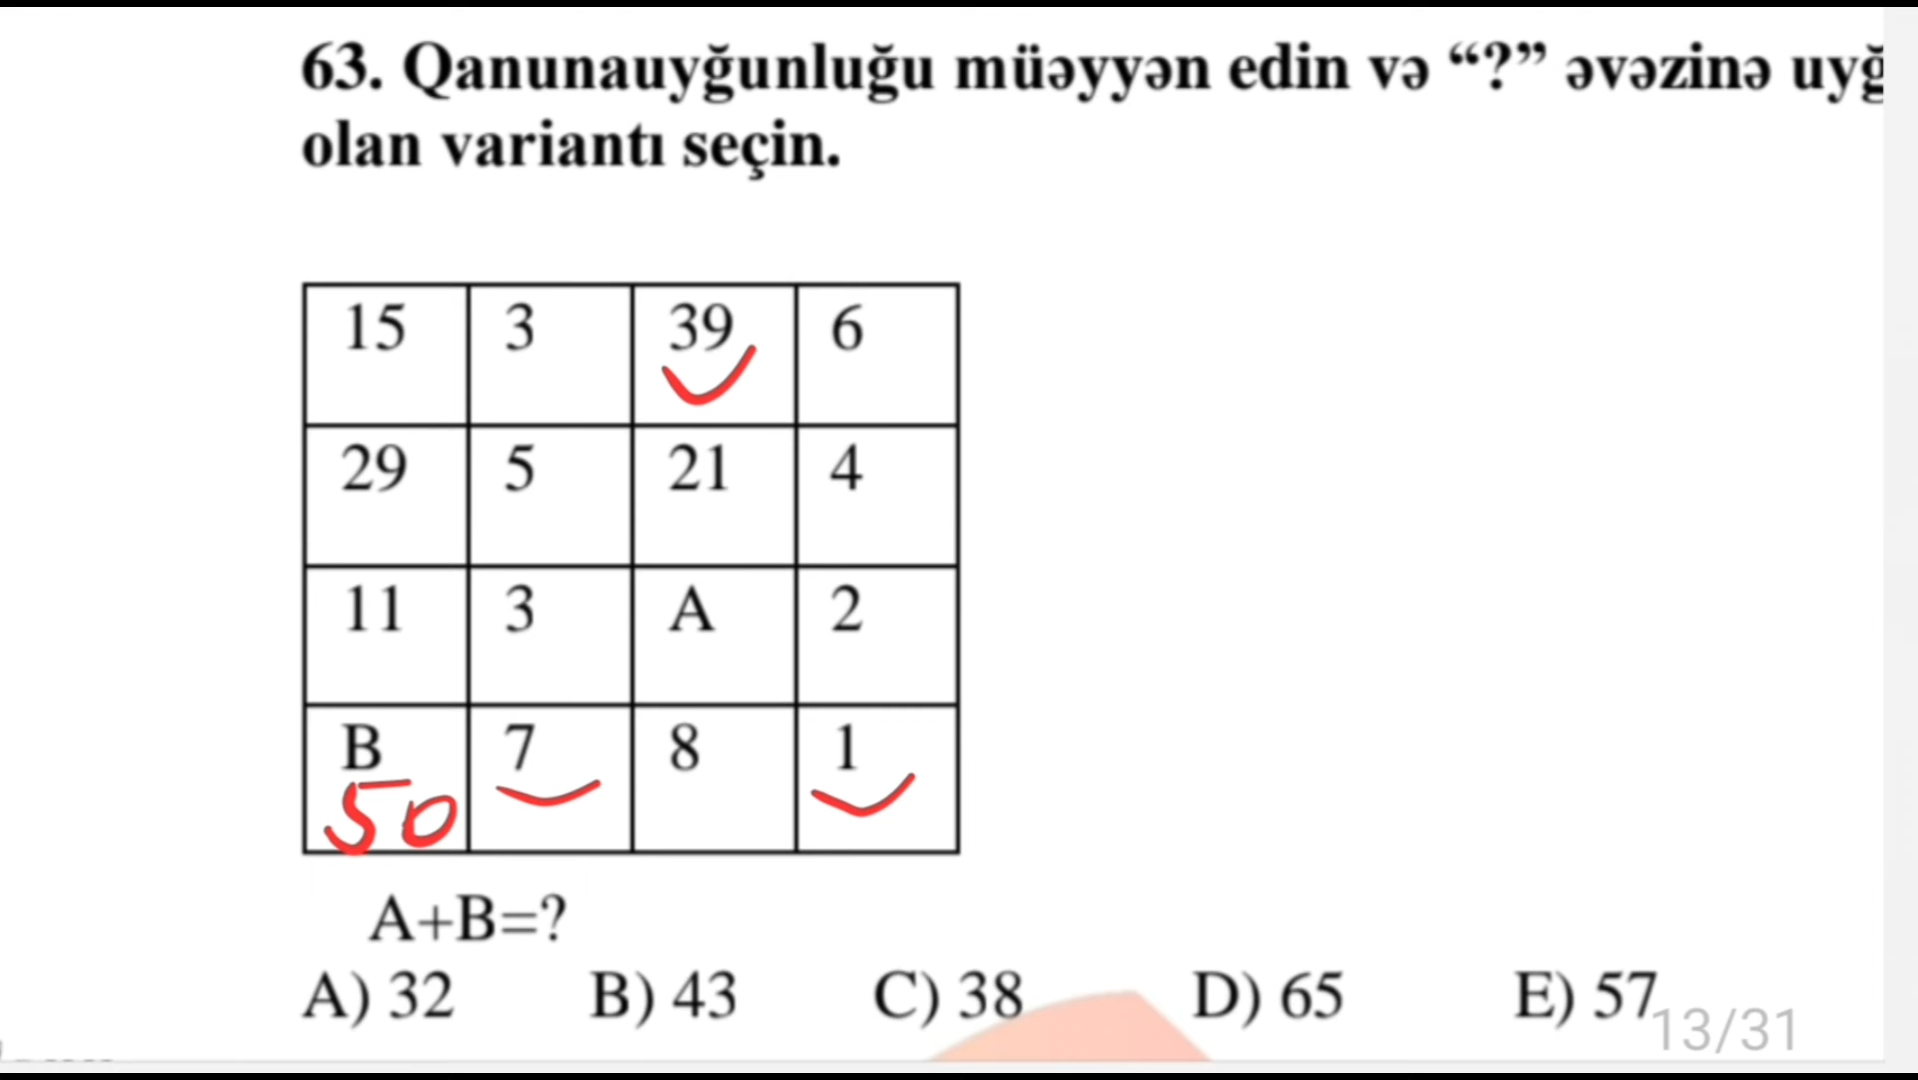 63. Qanunauyğunluğu müəyyən edin və “?” əvəzinə uyğ
olan variantı seçin.
15 3 39 6
29 5 21 4
11 3 A 2
B 7 8 1
50
A+B=?
A) 32 B) 43 C) 38 D) 65 E) 57
13/31